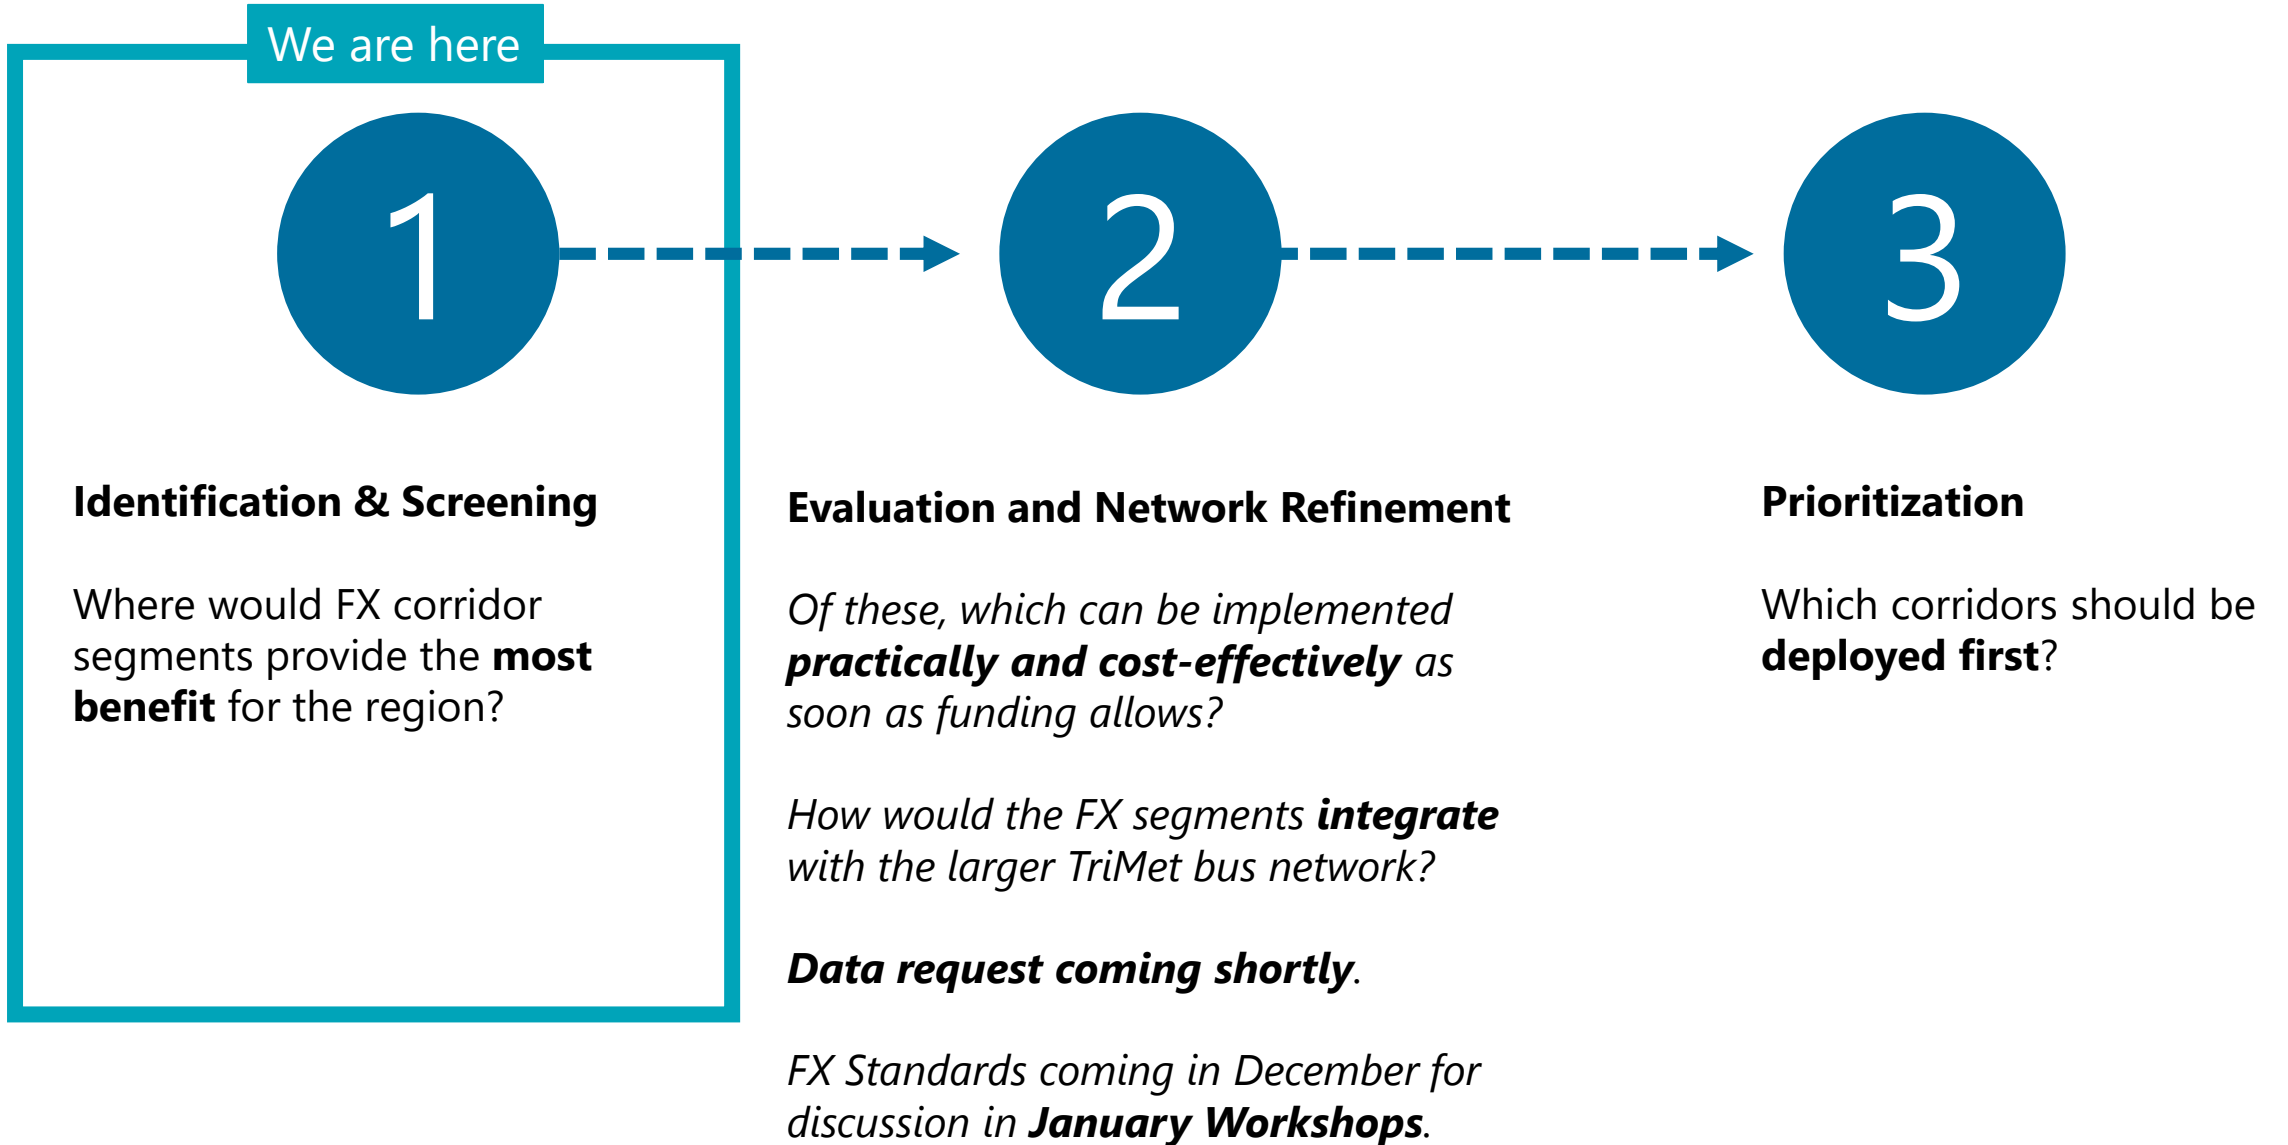 We are here
1
2
3
Identification & Screening
Where would FX corridor
segments provide the most
benefit for the region?
Evaluation and Network Refinement
Of these, which can be implemented
practically and cost-effectively as
soon as funding allows?
How would the FX segments integrate
with the larger TriMet bus network?
Data request coming shortly.
FX Standards coming in December for
discussion in January Workshops.
Prioritization
Which corridors should be
deployed first?